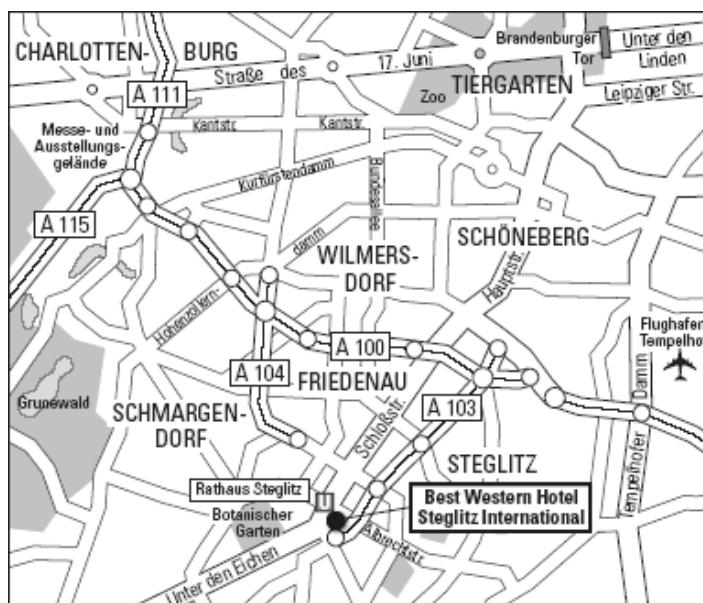 CHARLOTTEN-
BURG
Brandenburger
Tor
Unter den
Linden
Straße des
17. Juni
TIERGARTEN
Leipziger Str.
Zoo
A 111
Kantstr.
Kantstr.
Messe- und
Ausstellungs-
gelände
Kurfürstendamm
Bundesallee
A 115
damm
WILMERS-
DORF
SCHÖNEBERG
Hauptstr.
Hohenzollern-
Flughafen
Tempelhof
A 100
A 104
FRIEDENAU
Grunewald
SCHMARGEN-
DORF
A 103
Schloßstr.
Tempelhofer
Damm
STEGLITZ
Rathaus Steglitz
U
Best Western Hotel
Steglitz International
Botanischer
Garten
Albrechtstr.
Unter den Eichen